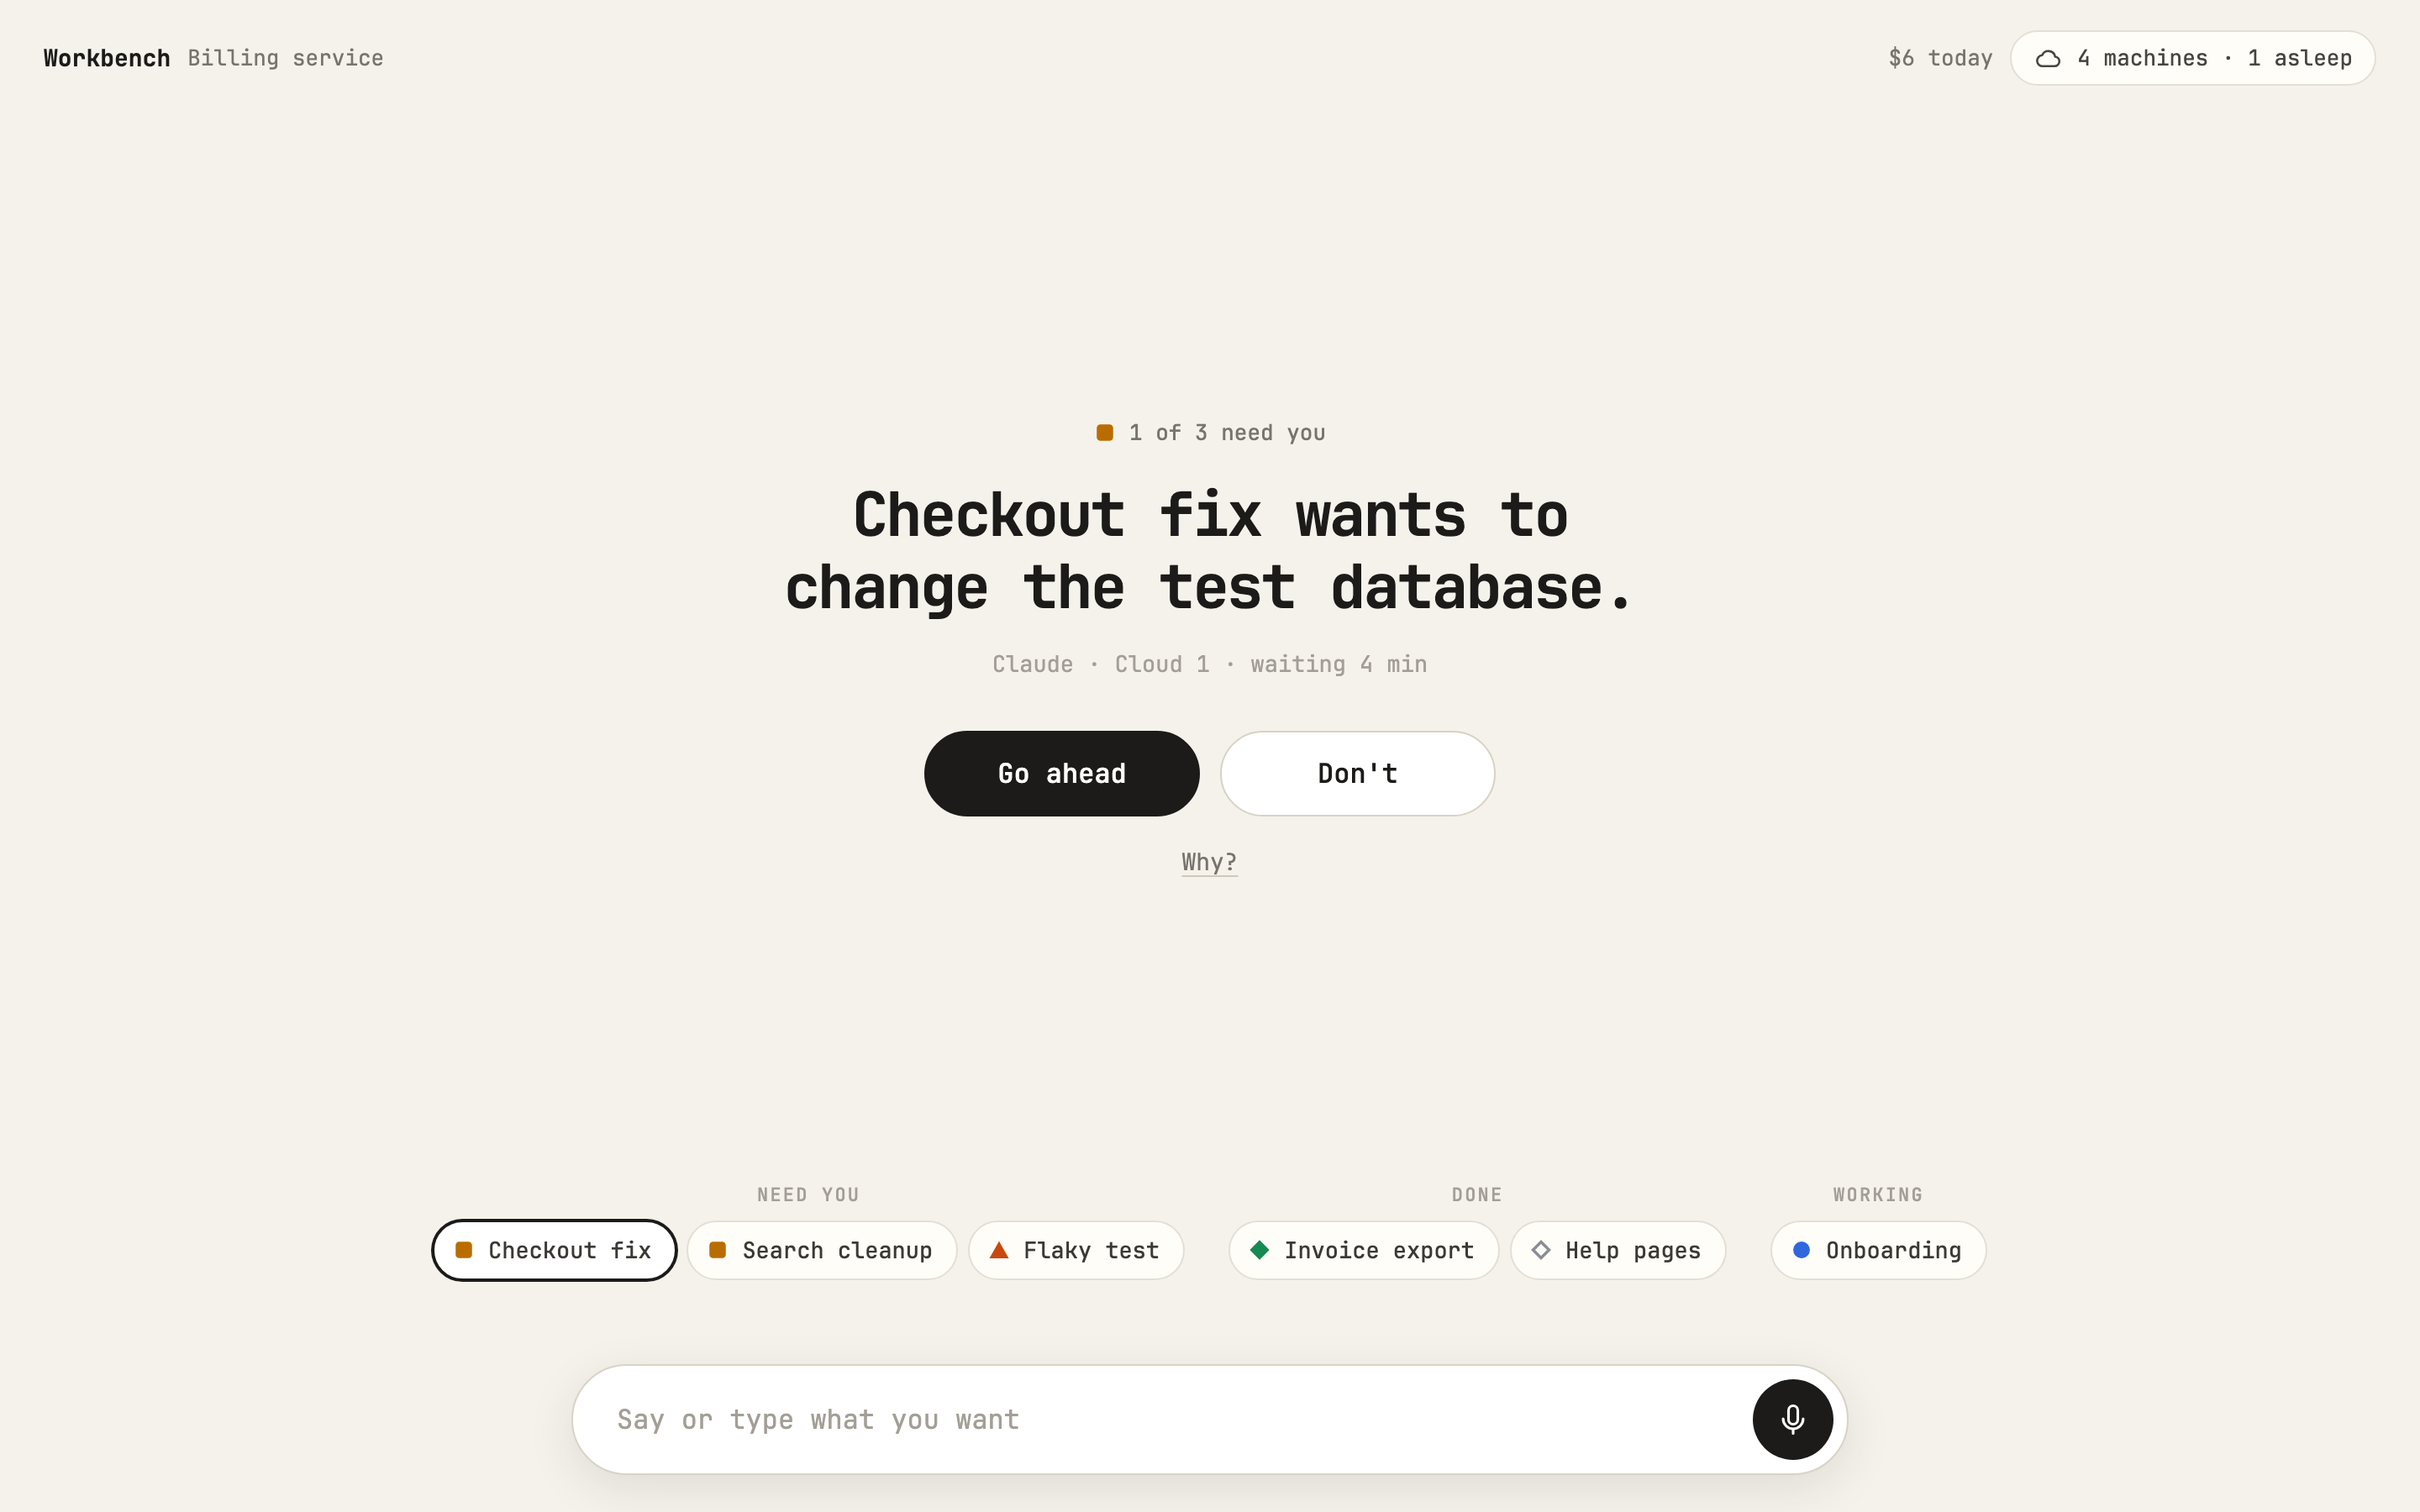 Workbench Billing service
$6 today
4 machines · 1 asleep
1 of 3 need you
Checkout fix wants to
change the test database.
Claude · Cloud 1 · waiting 4 min
Go ahead
Don't
Why?
NEED YOU
Checkout fix
Search cleanup
Flaky test
DONE
Invoice export
Help pages
WORKING
Onboarding
Say or type what you want